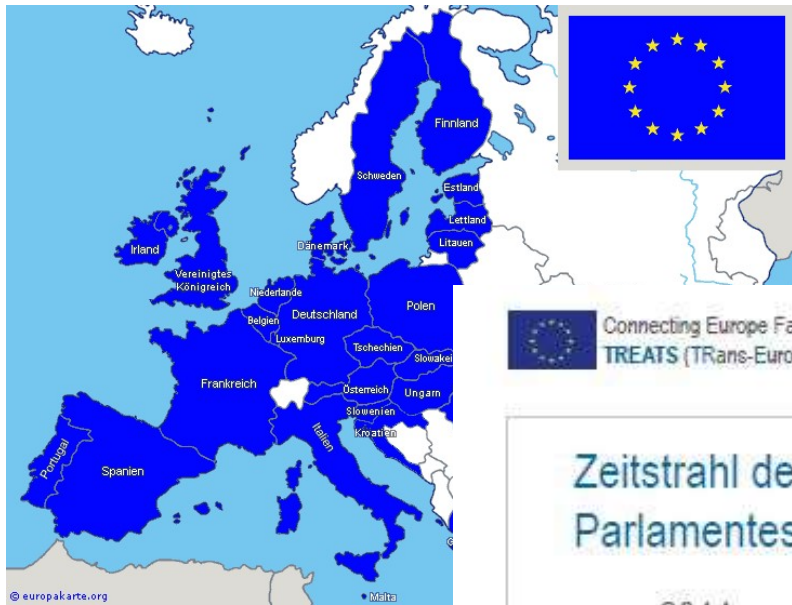 Finnland
Schweden
Estland
Lettland
Dänemark
Litauen
Irland
Vereinigtes
Königreich
Niederlande
Polen
Belgien
Deutschland
Luxemburg
Tschechien
Slowakei
Frankreich
Österreich
Ungarn
Slowenien
Kroatien
Italien
Portugal
Spanien
Malta
© europakarte.org
Connecting Europe Fa
TREATS (TRans-Euro
Zeitstrahl de
Parlamentes